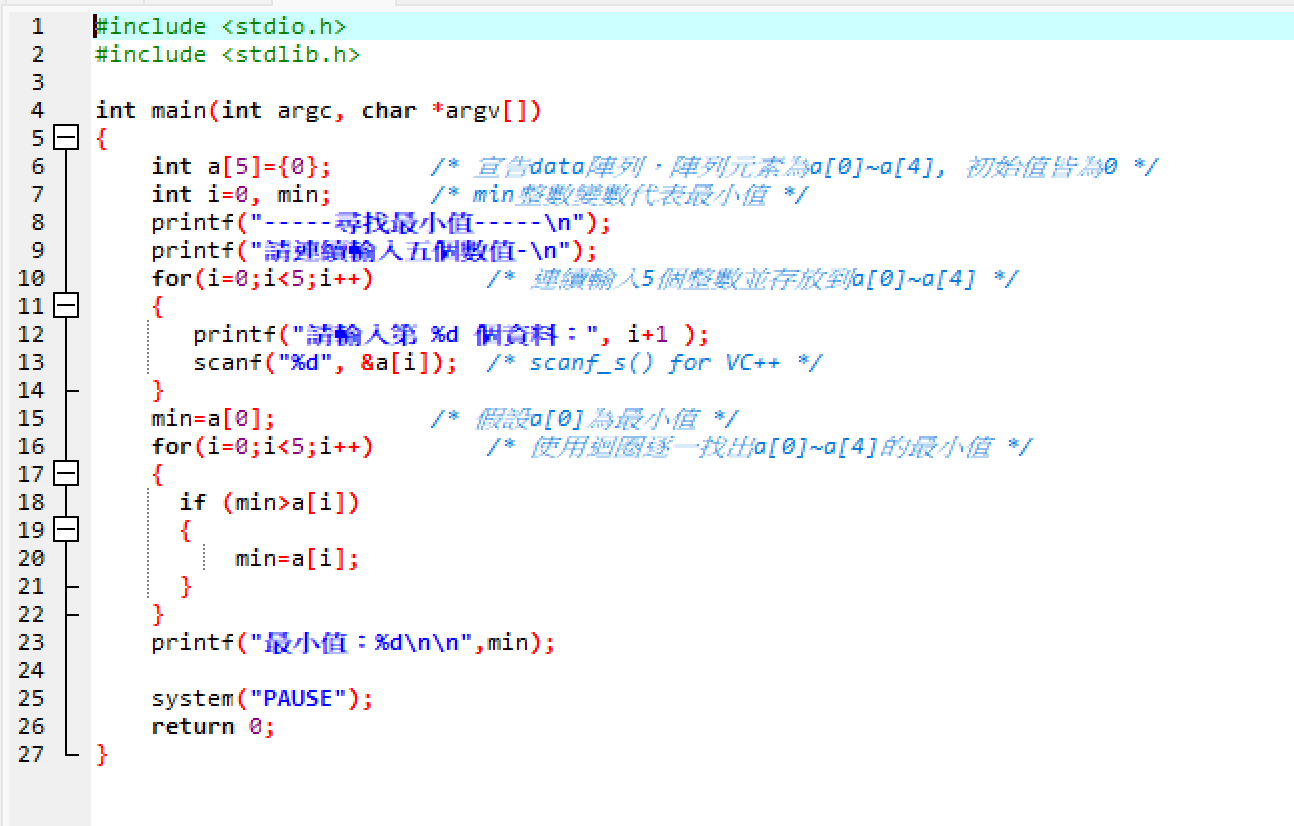 1 #include <stdio.h>
2 #include <stdlib.h>
3
4 int main(int argc, char *argv[])
5 {
6 int a[5]={0}; /* 宣告data陣列，陣列元素為a[0]~a[4], 初始值皆為0 */
7 int i=0, min; /* min整數變數代表最小值 */
8 printf("-----尋找最小值-----\n");
9 printf("請連續輸入五個數值-\n");
10 for(i=0;i<5;i++) /* 連續輸入5個整數並存放到a[0]~a[4] */
11 {
12 printf("請輸入第 %d 個資料：", i+1 );
13 scanf("%d", &a[i]); /* scanf_s() for VC++ */
14 }
15 min=a[0]; /* 假設a[0]為最小值 */
16 for(i=0;i<5;i++) /* 使用迴圈逐一找出a[0]~a[4]的最小值 */
17 {
18 if (min>a[i])
19 {
20 min=a[i];
21 }
22 }
23 printf("最小值：%d\n\n",min);
24
25 system("PAUSE");
26 return 0;
27 }